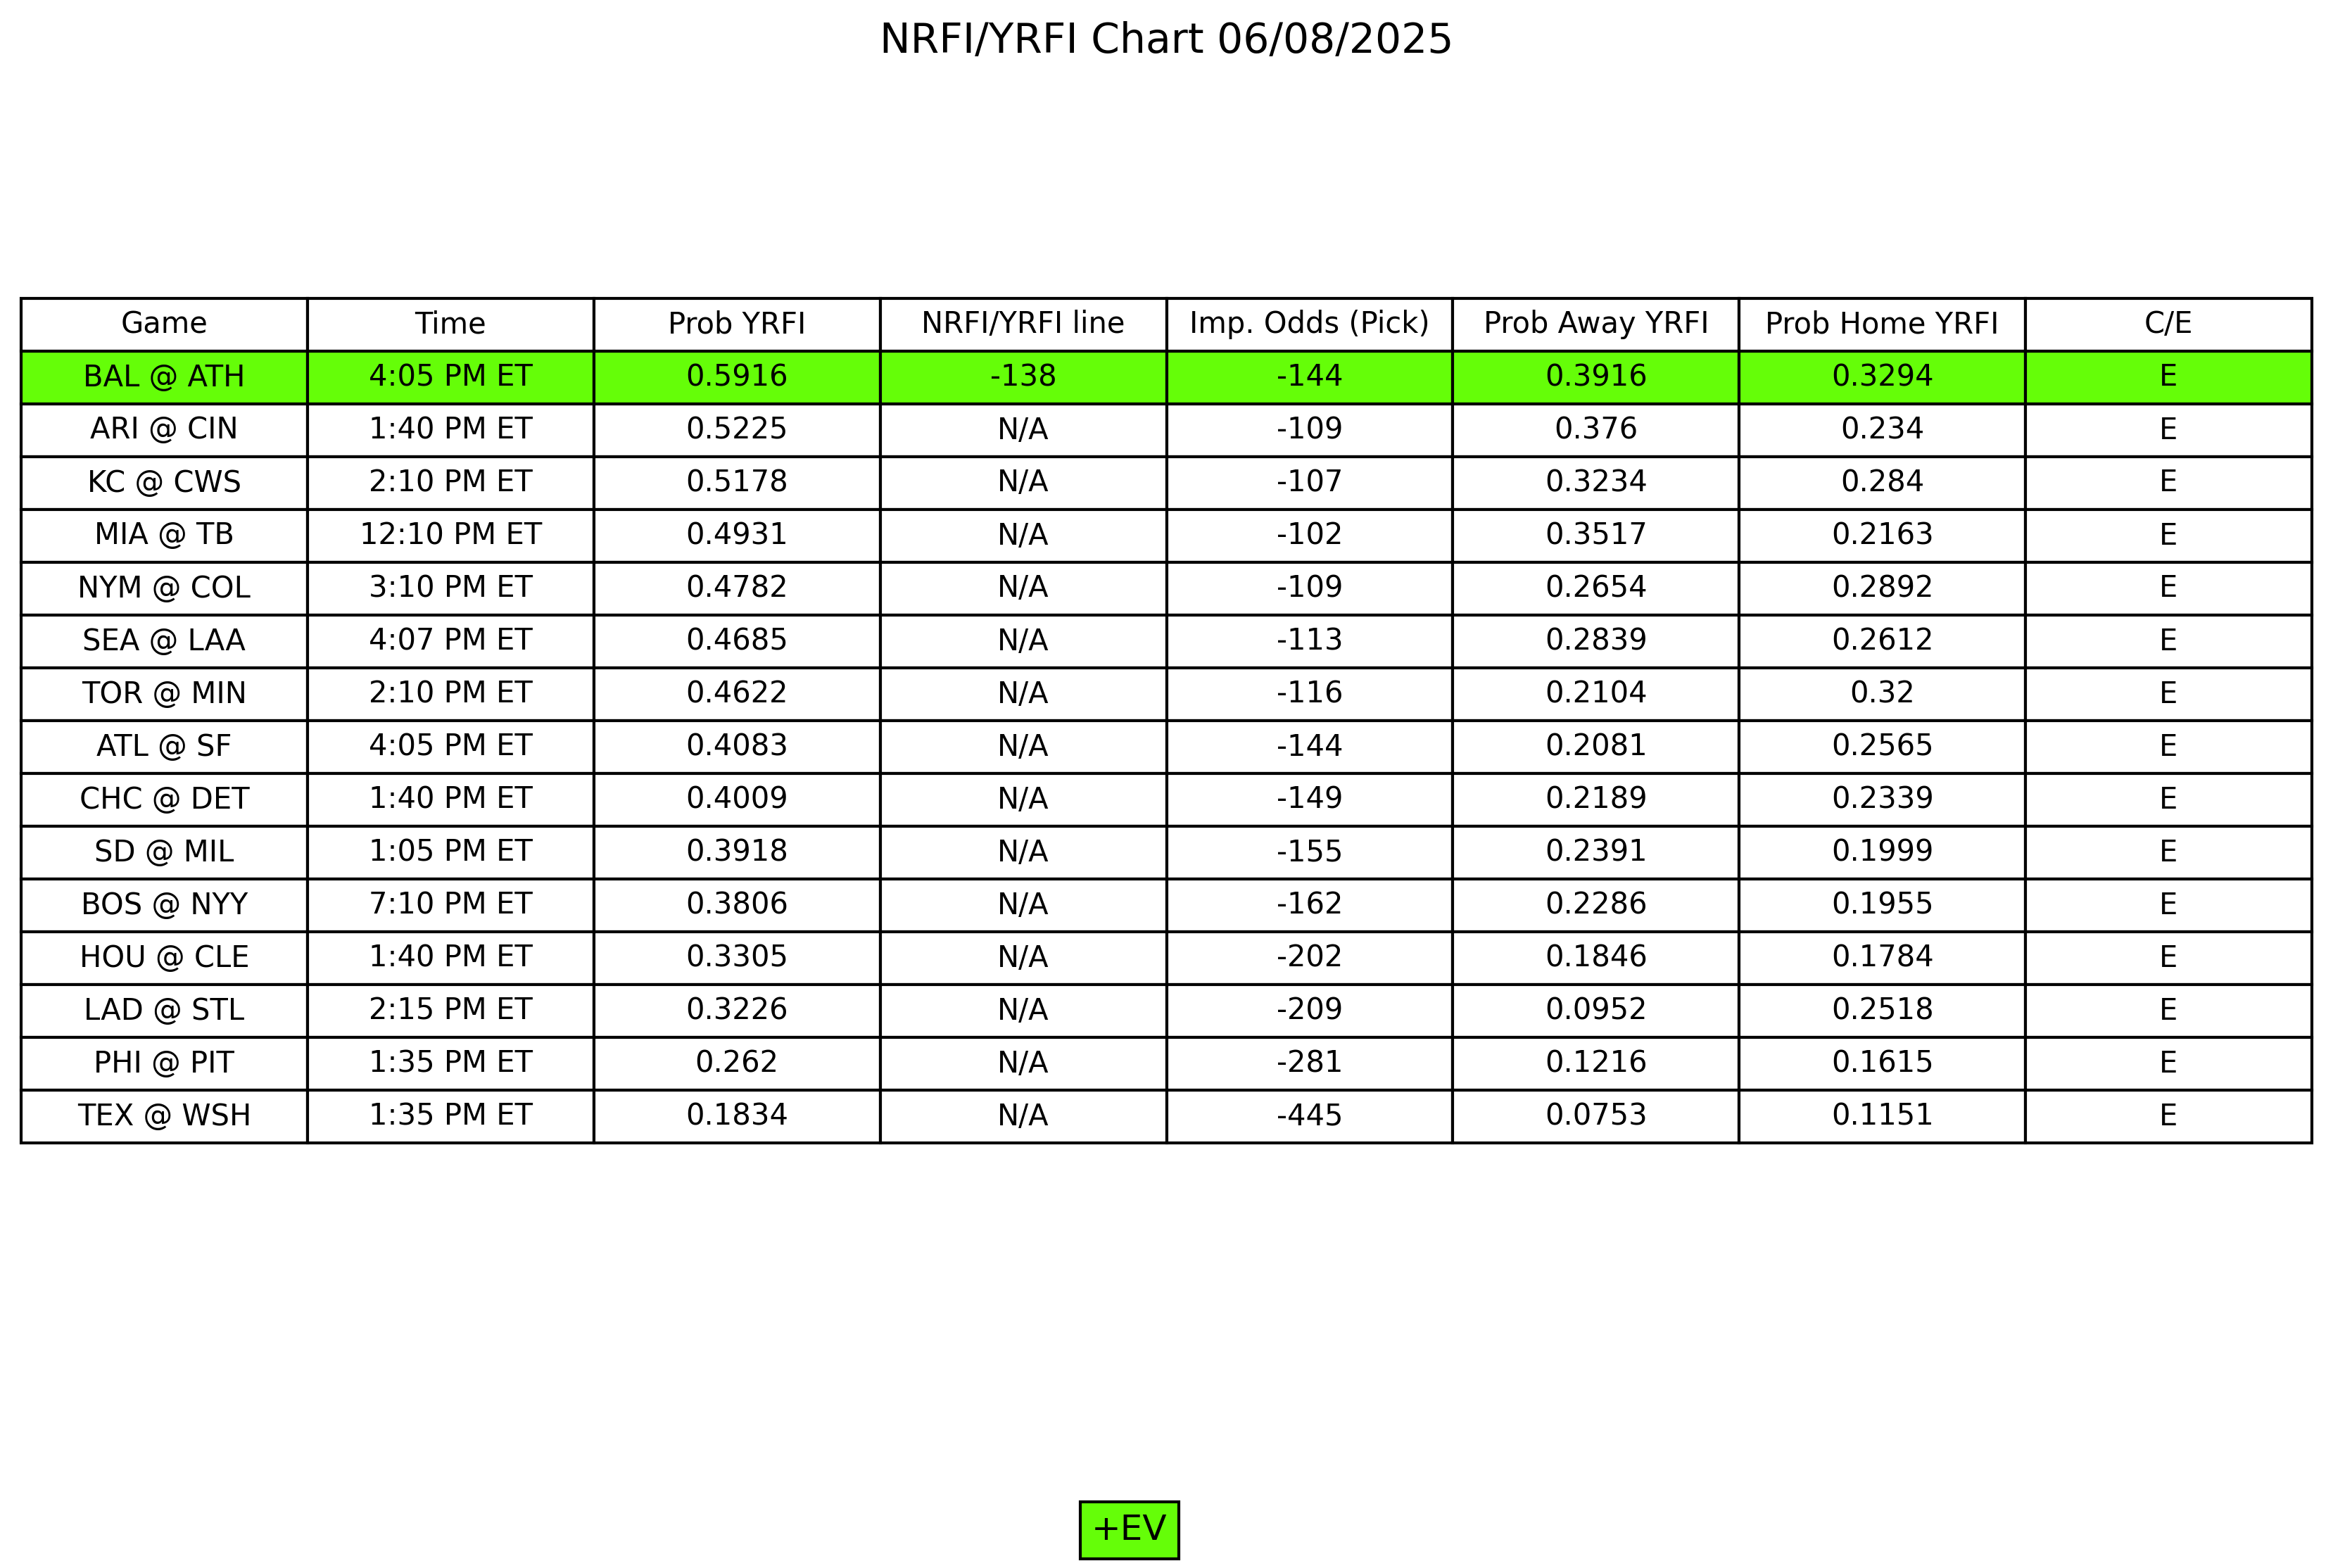 NRFI/YRFI Chart 06/08/2025
Game Time Prob YRFI NRFI/YRFI line Imp. Odds (Pick) Prob Away YRFI Prob Home YRFI C/E
BAL @ ATH 4:05 PM ET 0.5916 -138 -144 0.3916 0.3294 E
ARI @ CIN 1:40 PM ET 0.5225 N/A -109 0.376 0.234 E
KC @ CWS 2:10 PM ET 0.5178 N/A -107 0.3234 0.284 E
MIA @ TB 12:10 PM ET 0.4931 N/A -102 0.3517 0.2163 E
NYM @ COL 3:10 PM ET 0.4782 N/A -109 0.2654 0.2892 E
SEA @ LAA 4:07 PM ET 0.4685 N/A -113 0.2839 0.2612 E
TOR @ MIN 2:10 PM ET 0.4622 N/A -116 0.2104 0.32 E
ATL @ SF 4:05 PM ET 0.4083 N/A -144 0.2081 0.2565 E
CHC @ DET 1:40 PM ET 0.4009 N/A -149 0.2189 0.2339 E
SD @ MIL 1:05 PM ET 0.3918 N/A -155 0.2391 0.1999 E
BOS @ NYY 7:10 PM ET 0.3806 N/A -162 0.2286 0.1955 E
HOU @ CLE 1:40 PM ET 0.3305 N/A -202 0.1846 0.1784 E
LAD @ STL 2:15 PM ET 0.3226 N/A -209 0.0952 0.2518 E
PHI @ PIT 1:35 PM ET 0.262 N/A -281 0.1216 0.1615 E
TEX @ WSH 1:35 PM ET 0.1834 N/A -445 0.0753 0.1151 E
+EV